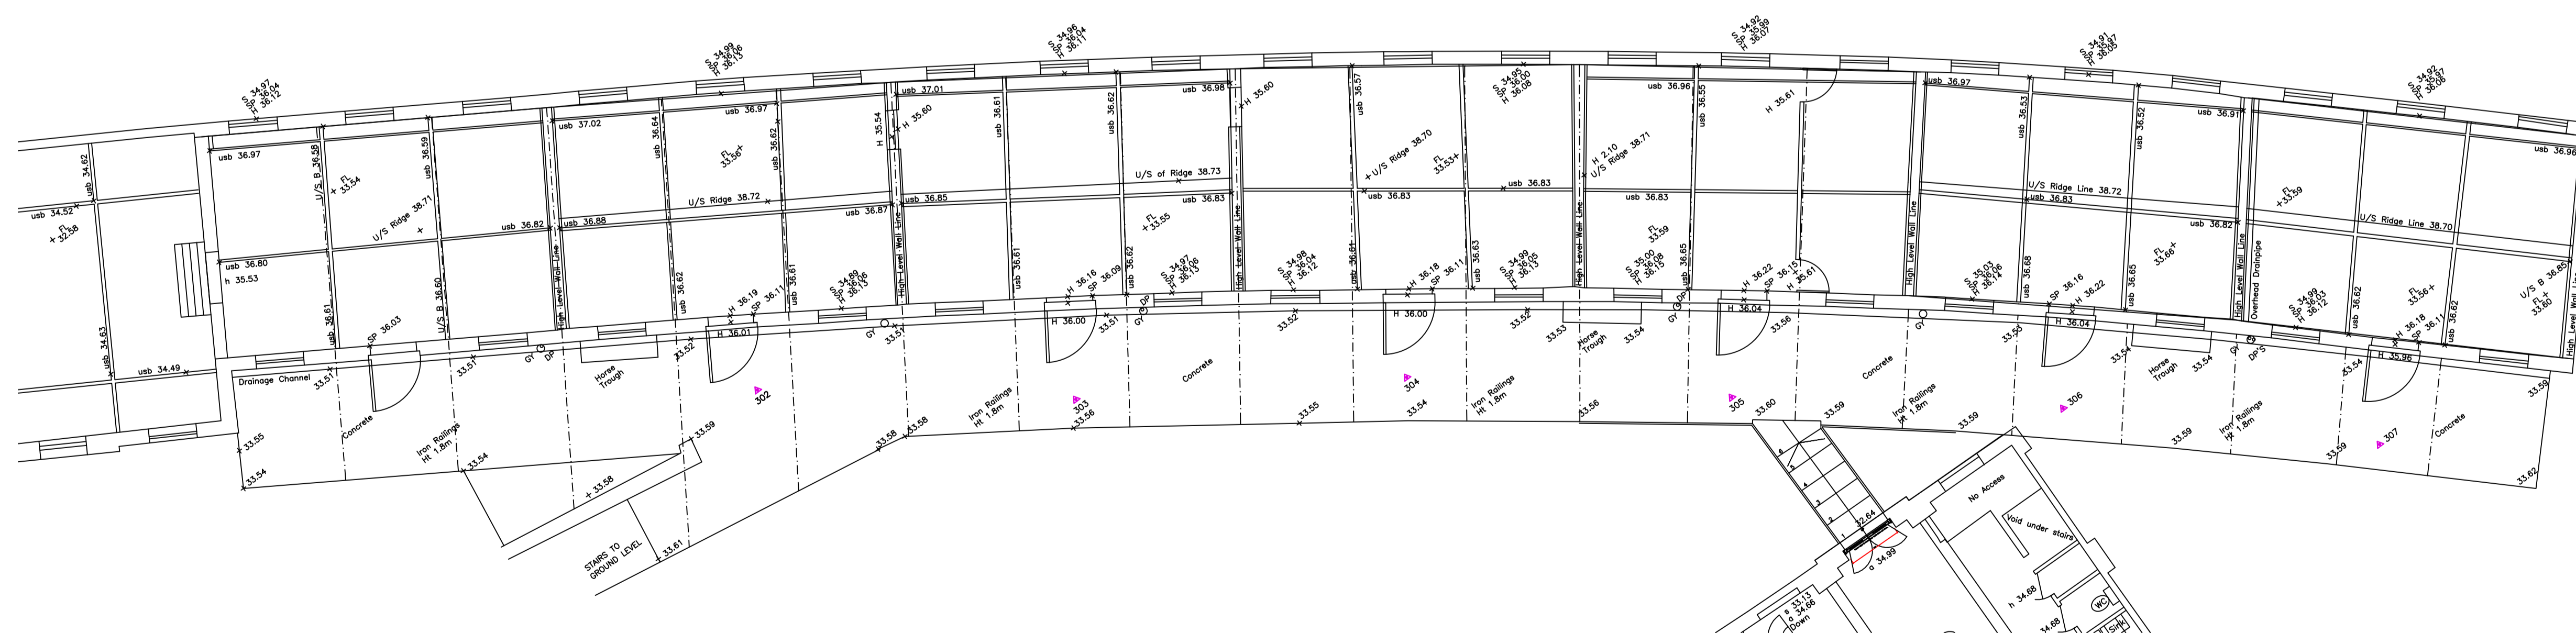 S 34.97
SP 36.04
H 36.12
S 34.99
SP 36.06
H 36.13
S 34.96
SP 36.04
H 36.11
S 34.92
SP 35.99
H 36.07
S 34.91
SP 35.97
H 36.05
S 34.92
SP 35.97
H 36.06
usb 34.62
usb 34.52
FL
32.58
usb 34.63
usb 34.49
usb 36.97
U/S. B 36.58
FL
33.54
usb 36.59
U/S Ridge 38.71
usb 36.82
usb 36.80
h 35.53
usb 36.61
U/S. B 36.60
usb 37.02
usb 36.64
usb 36.97
FL
33.56
usb 36.62
U/S Ridge 38.72
usb 36.88
usb 36.87
High Level Wall Line
usb 36.62
usb 36.61
H 35.54
H 35.60
usb 37.01
usb 36.61
usb 36.62
usb 36.98
U/S of Ridge 38.73
usb 36.85
usb 36.83
High Level Wall Line
usb 36.61
FL
33.55
usb 36.62
H 35.60
High Level Wall Line
usb 36.57
U/S Ridge 38.70
FL
33.53
S 34.95
SP 36.00
H 36.08
usb 36.83
usb 36.83
usb 36.61
usb 36.63
High Level Wall Line
H 2.10
U/S Ridge 38.71
usb 36.96
usb 36.55
usb 36.83
FL
33.59
usb 36.65
H 35.61
H 35.61
High Level Wall Line
usb 36.97
usb 36.53
usb 36.52
usb 36.91
U/S Ridge Line 38.72
usb 36.83
usb 36.82
usb 36.68
usb 36.65
FL
33.66
High Level Wall Line
Overhead Drainpipe
FL
33.59
U/S Ridge Line 38.70
usb 36.96
usb 36.62
FL
33.56
usb 36.62
U/S B 36.85
FL
33.60
SP 36.03
H 36.19
SP 36.11
H 36.01
S 34.89
SP 36.06
H 36.13
H 36.16
SP 36.09
H 36.00
S 34.97
SP 36.06
H 36.13
S 34.98
SP 36.04
H 36.12
H 36.18
SP 36.11
H 36.00
S 34.99
SP 36.05
H 36.13
S 35.00
SP 36.08
H 36.15
H 36.22
SP 36.15
H 36.04
S 35.03
SP 36.06
H 36.14
SP 36.16
H 36.22
H 36.04
S 34.99
SP 36.03
H 36.12
H 36.18
SP 36.11
H 35.96
Drainage Channel
33.51
33.51
GY
DP
Horse
Trough
33.52
GY
33.51
33.51
GY
DP
33.52
33.52
33.53
Horse
Trough
33.54
GY
DP
33.56
GY
33.53
33.54
Horse
Trough
33.54
GY
DP'S
33.54
33.59
33.55
33.54
Concrete
Iron Railings
Ht 1.8m
33.54
33.58
33.59
302
33.61
STAIRS TO
GROUND LEVEL
33.58
33.58
Iron Railings
Ht 1.8m
303
33.56
Concrete
33.55
304
33.54
Iron Railings
Ht 1.8m
33.56
305
33.60
33.59
Concrete
Iron Railings
Ht 1.8m
33.59
306
33.59
Iron Railings
Ht 1.8m
33.59
307
Concrete
33.62
6
5
4
3
2
1
32.64
a 34.99
No Access
Void under stairs
h 34.68
WC
Sink
34.68
s 33.13
a 34.66
Down